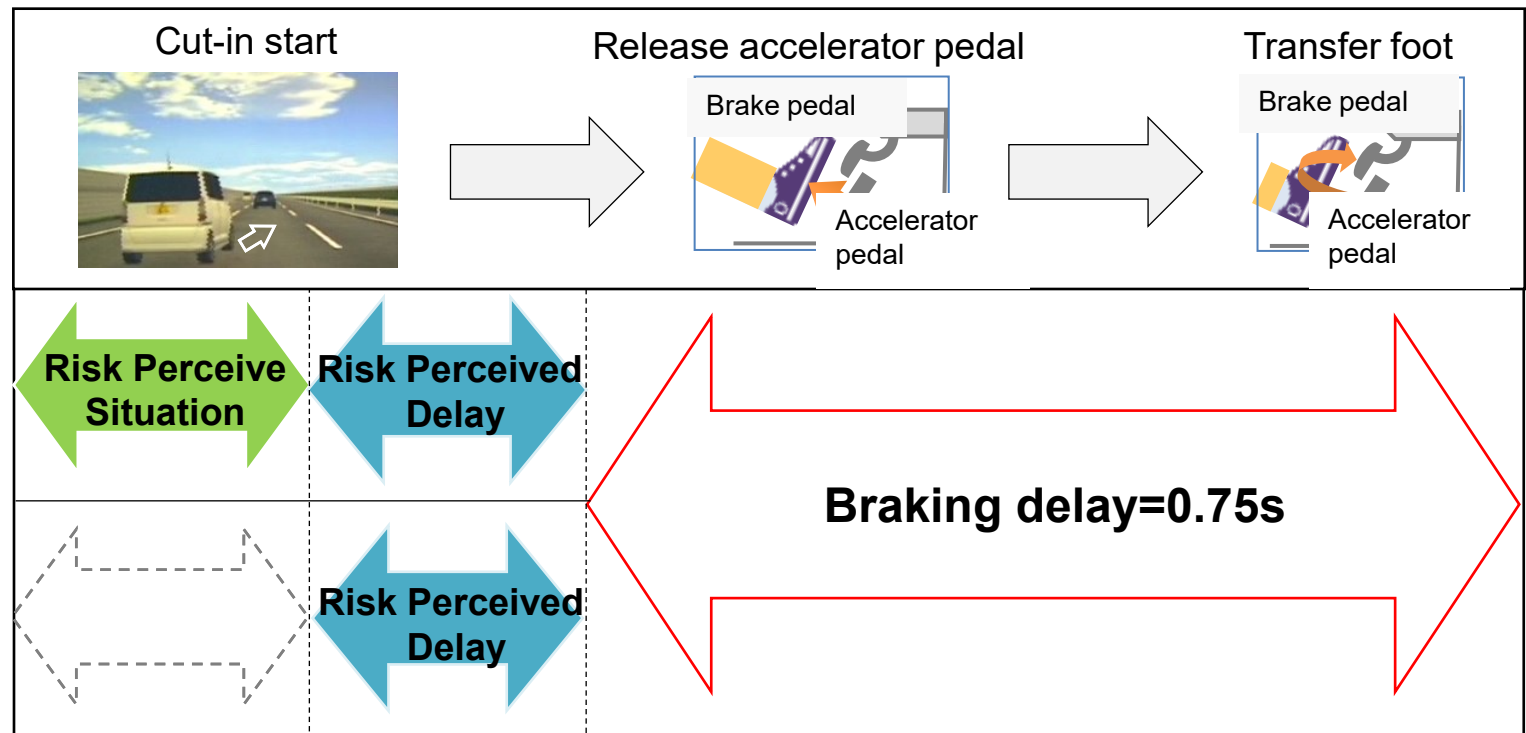 Cut-in start
Release accelerator pedal
Transfer foot
Brake pedal
Accelerator
pedal
Brake pedal
Accelerator
pedal
Risk Perceive
Situation
Risk Perceived
Delay
Braking delay=0.75s
Risk Perceived
Delay